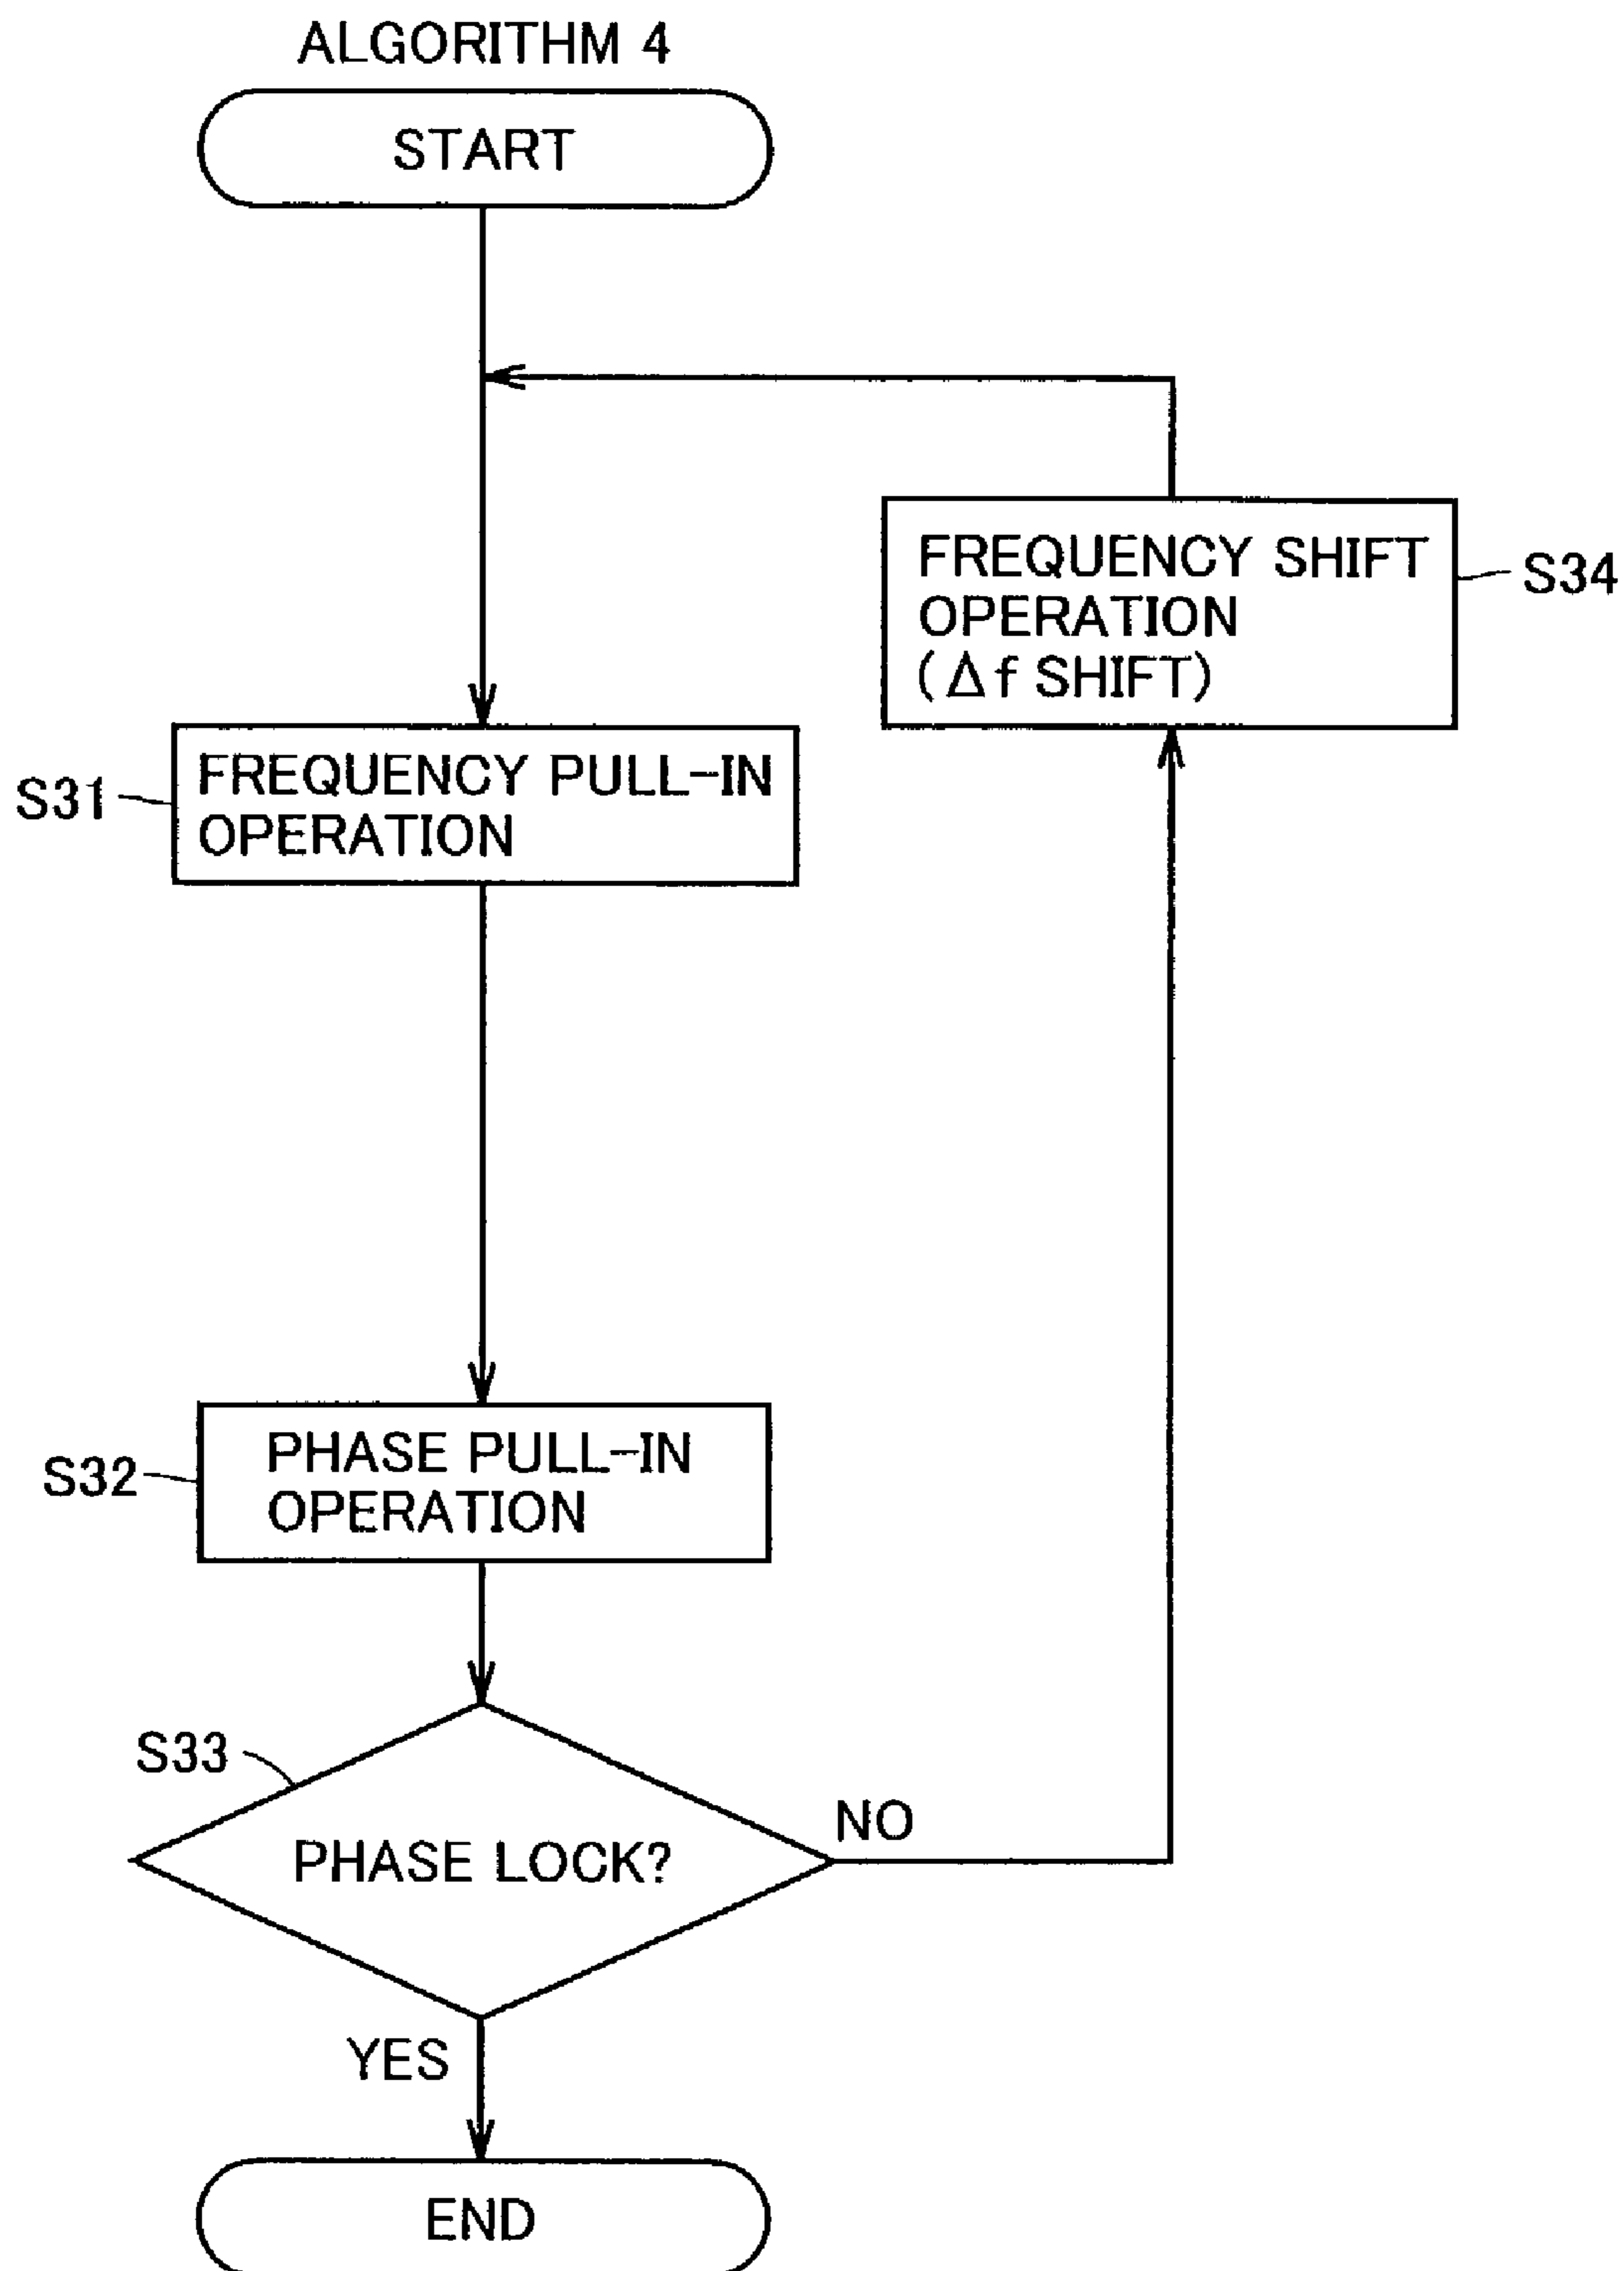 ALGORITHM 4
START
FREQUENCY SHIFT
OPERATION
(Δf SHIFT)
S34
S31
FREQUENCY PULL-IN
OPERATION
S32
PHASE PULL-IN
OPERATION
S33
PHASE LOCK?
NO
YES
END